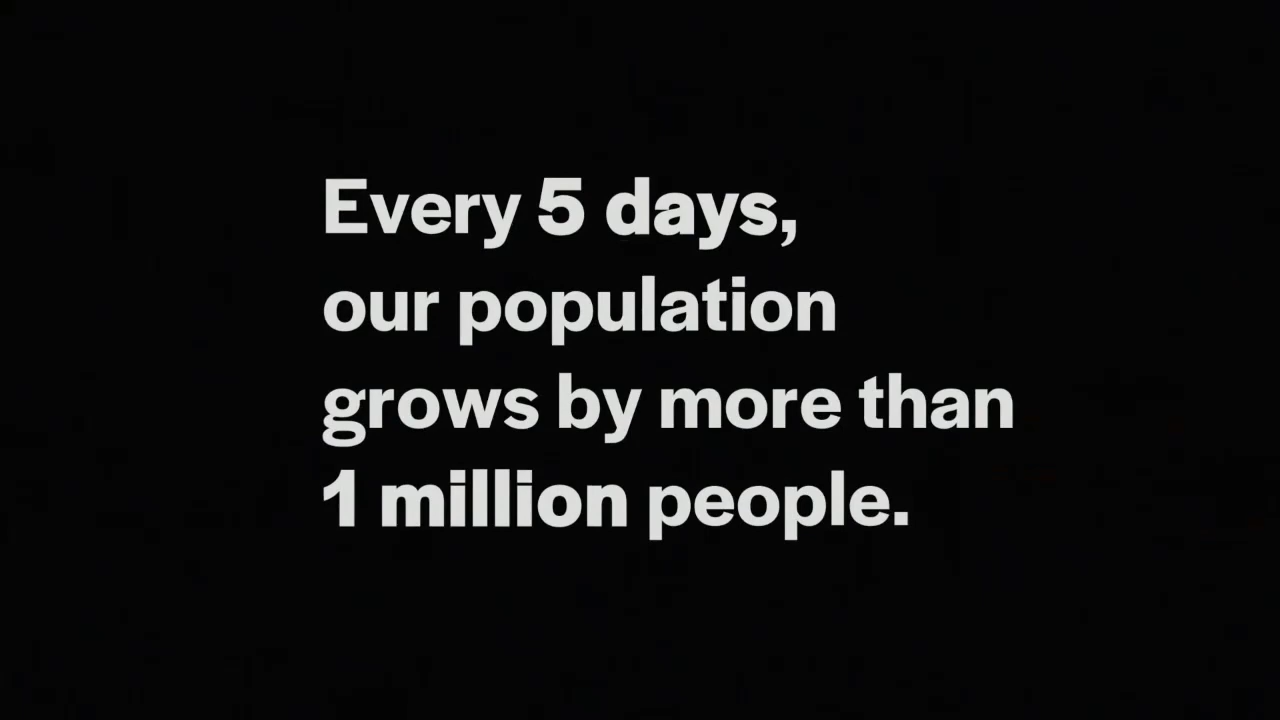 Every 5 days,
our population
grows by more than
1 million people.